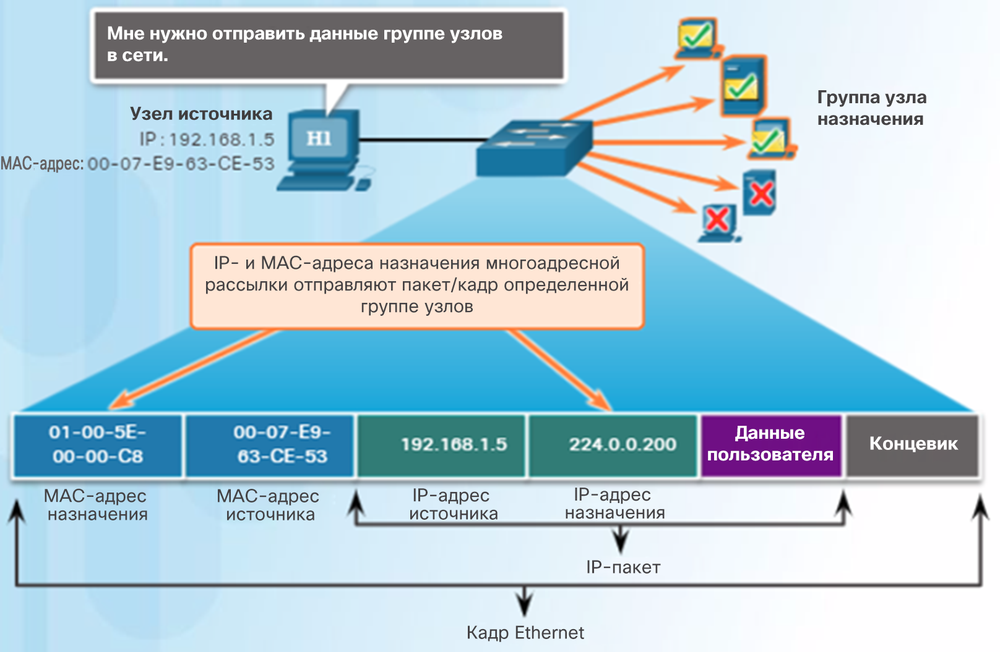 Мне нужно отправить данные группе узлов
в сети.
Узел источника
IP : 192.168.1.5
MAC-адрес: 00-07-E9-63-CE-53
H1
Группа узла
назначения
IP- и MAC-адреса назначения многоадресной
рассылки отправляют пакет/кадр определенной
группе узлов
01-00-5E-
00-00-C8
00-07-E9-
63-CE-53
192.168.1.5
224.0.0.200
Данные
пользователя
Концевик
MAC-адрес
назначения
MAC-адрес
источника
IP-адрес
источника
IP-адрес
назначения
IP-пакет
Кадр Ethernet